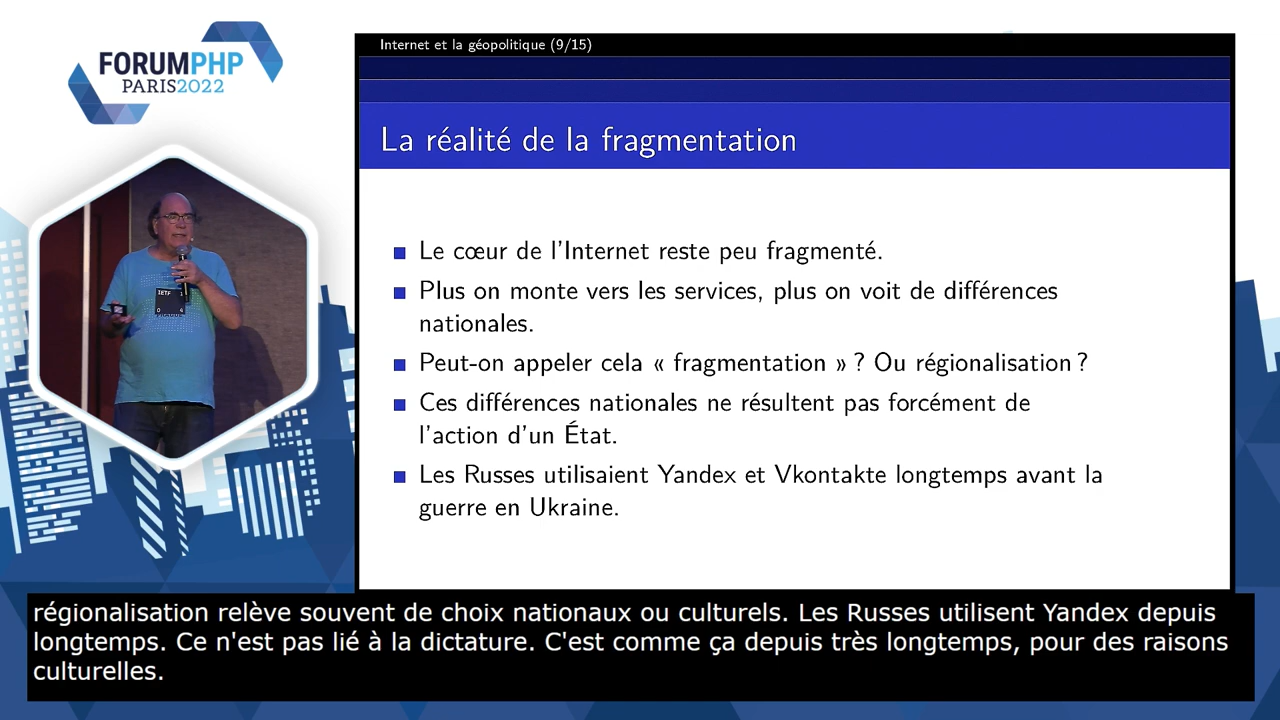 FORUMPHP
PARIS2022
Internet et la géopolitique (9/15)
La réalité de la fragmentation
Le cœur de l'Internet reste peu fragmenté.
Plus on monte vers les services, plus on voit de différences
nationales.
Peut-on appeler cela « fragmentation » ? Ou régionalisation ?
Ces différences nationales ne résultent pas forcément de
l'action d'un État.
Les Russes utilisaient Yandex et Vkontakte longtemps avant la
guerre en Ukraine.
IETF
régionalisation relève souvent de choix nationaux ou culturels. Les Russes utilisent Yandex depuis
longtemps. Ce n'est pas lié à la dictature. C'est comme ça depuis très longtemps, pour des raisons
culturelles.